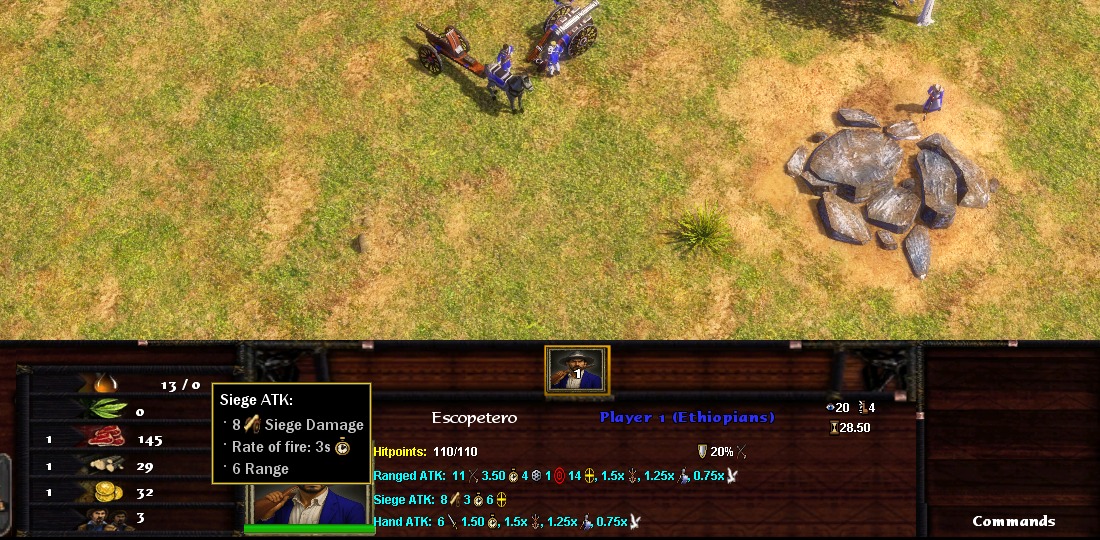 1
13 / 0
0
1 145
1 29
1 32
3
Siege ATK:
· 8 Siege Damage
· Rate of fire: 3s
· 6 Range
Escopetero Player 1 (Ethiopians)
20 4
28.50
Hitpoints: 110/110 20%
Ranged ATK: 11 3.50 4 1 14 , 1.5x , 1.25x 0.75x
Siege ATK: 8 3 6
Hand ATK: 6 1.50 , 1.5x , 1.25x 0.75x
Commands